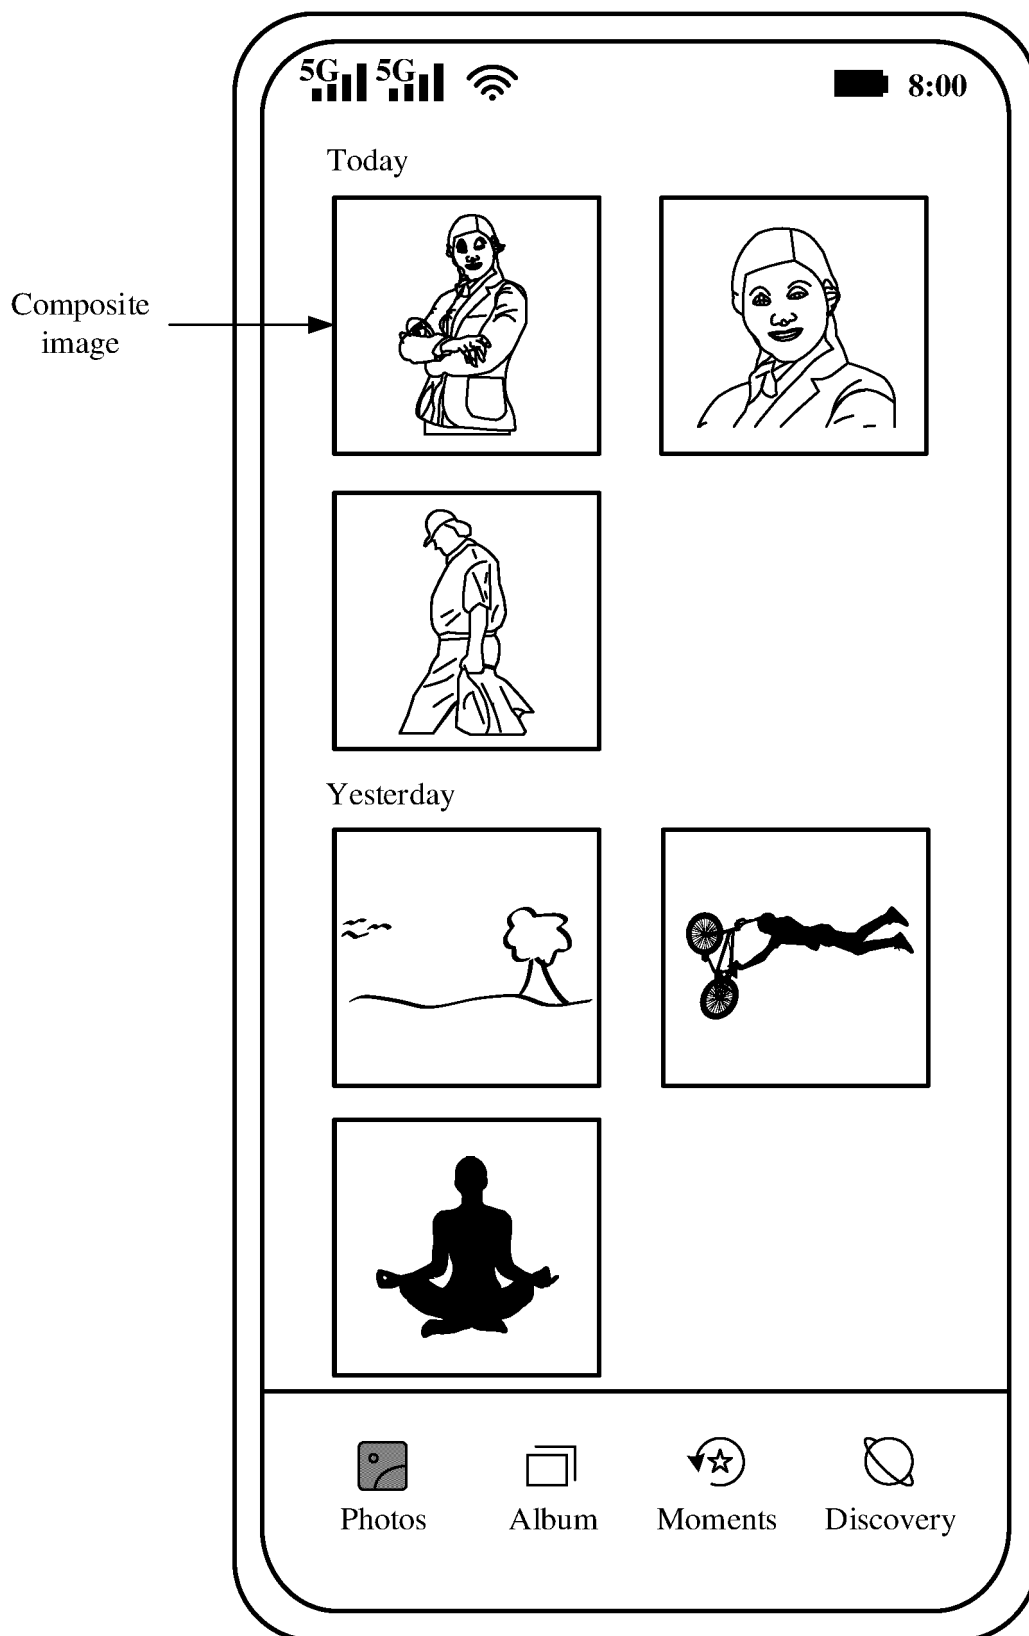 5G 5G 8:00
Today
Composite
image
Yesterday
Photos Album Moments Discovery